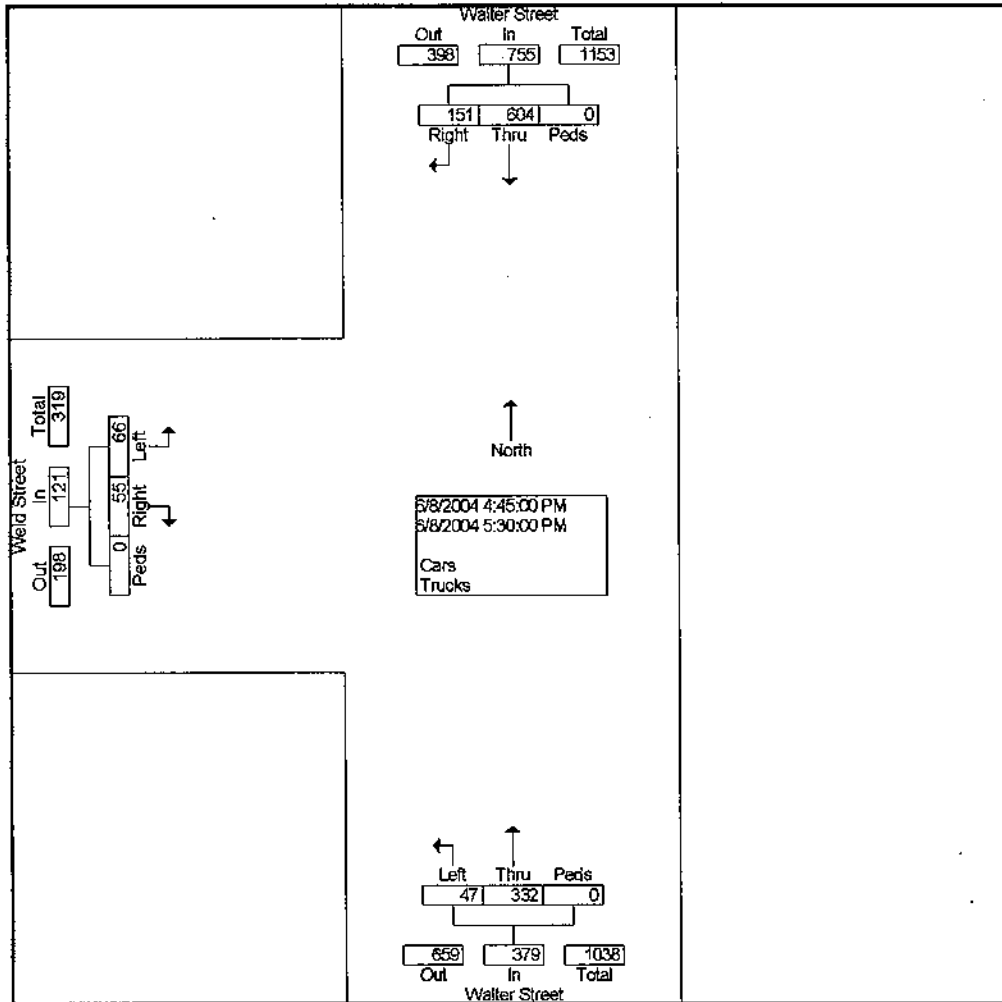 Walter Street
Out In Total
398 755 1153
151 604 0
Right Thru Peds
North
6/8/2004 4:45:00 PM
6/8/2004 5:30:00 PM
Cars
Trucks
Weld Street
Out In Total
198 121 319
0 55 66
Peds Right Left
Left Thru Peds
47 332 0
659 379 1038
Out In Total
Walter Street